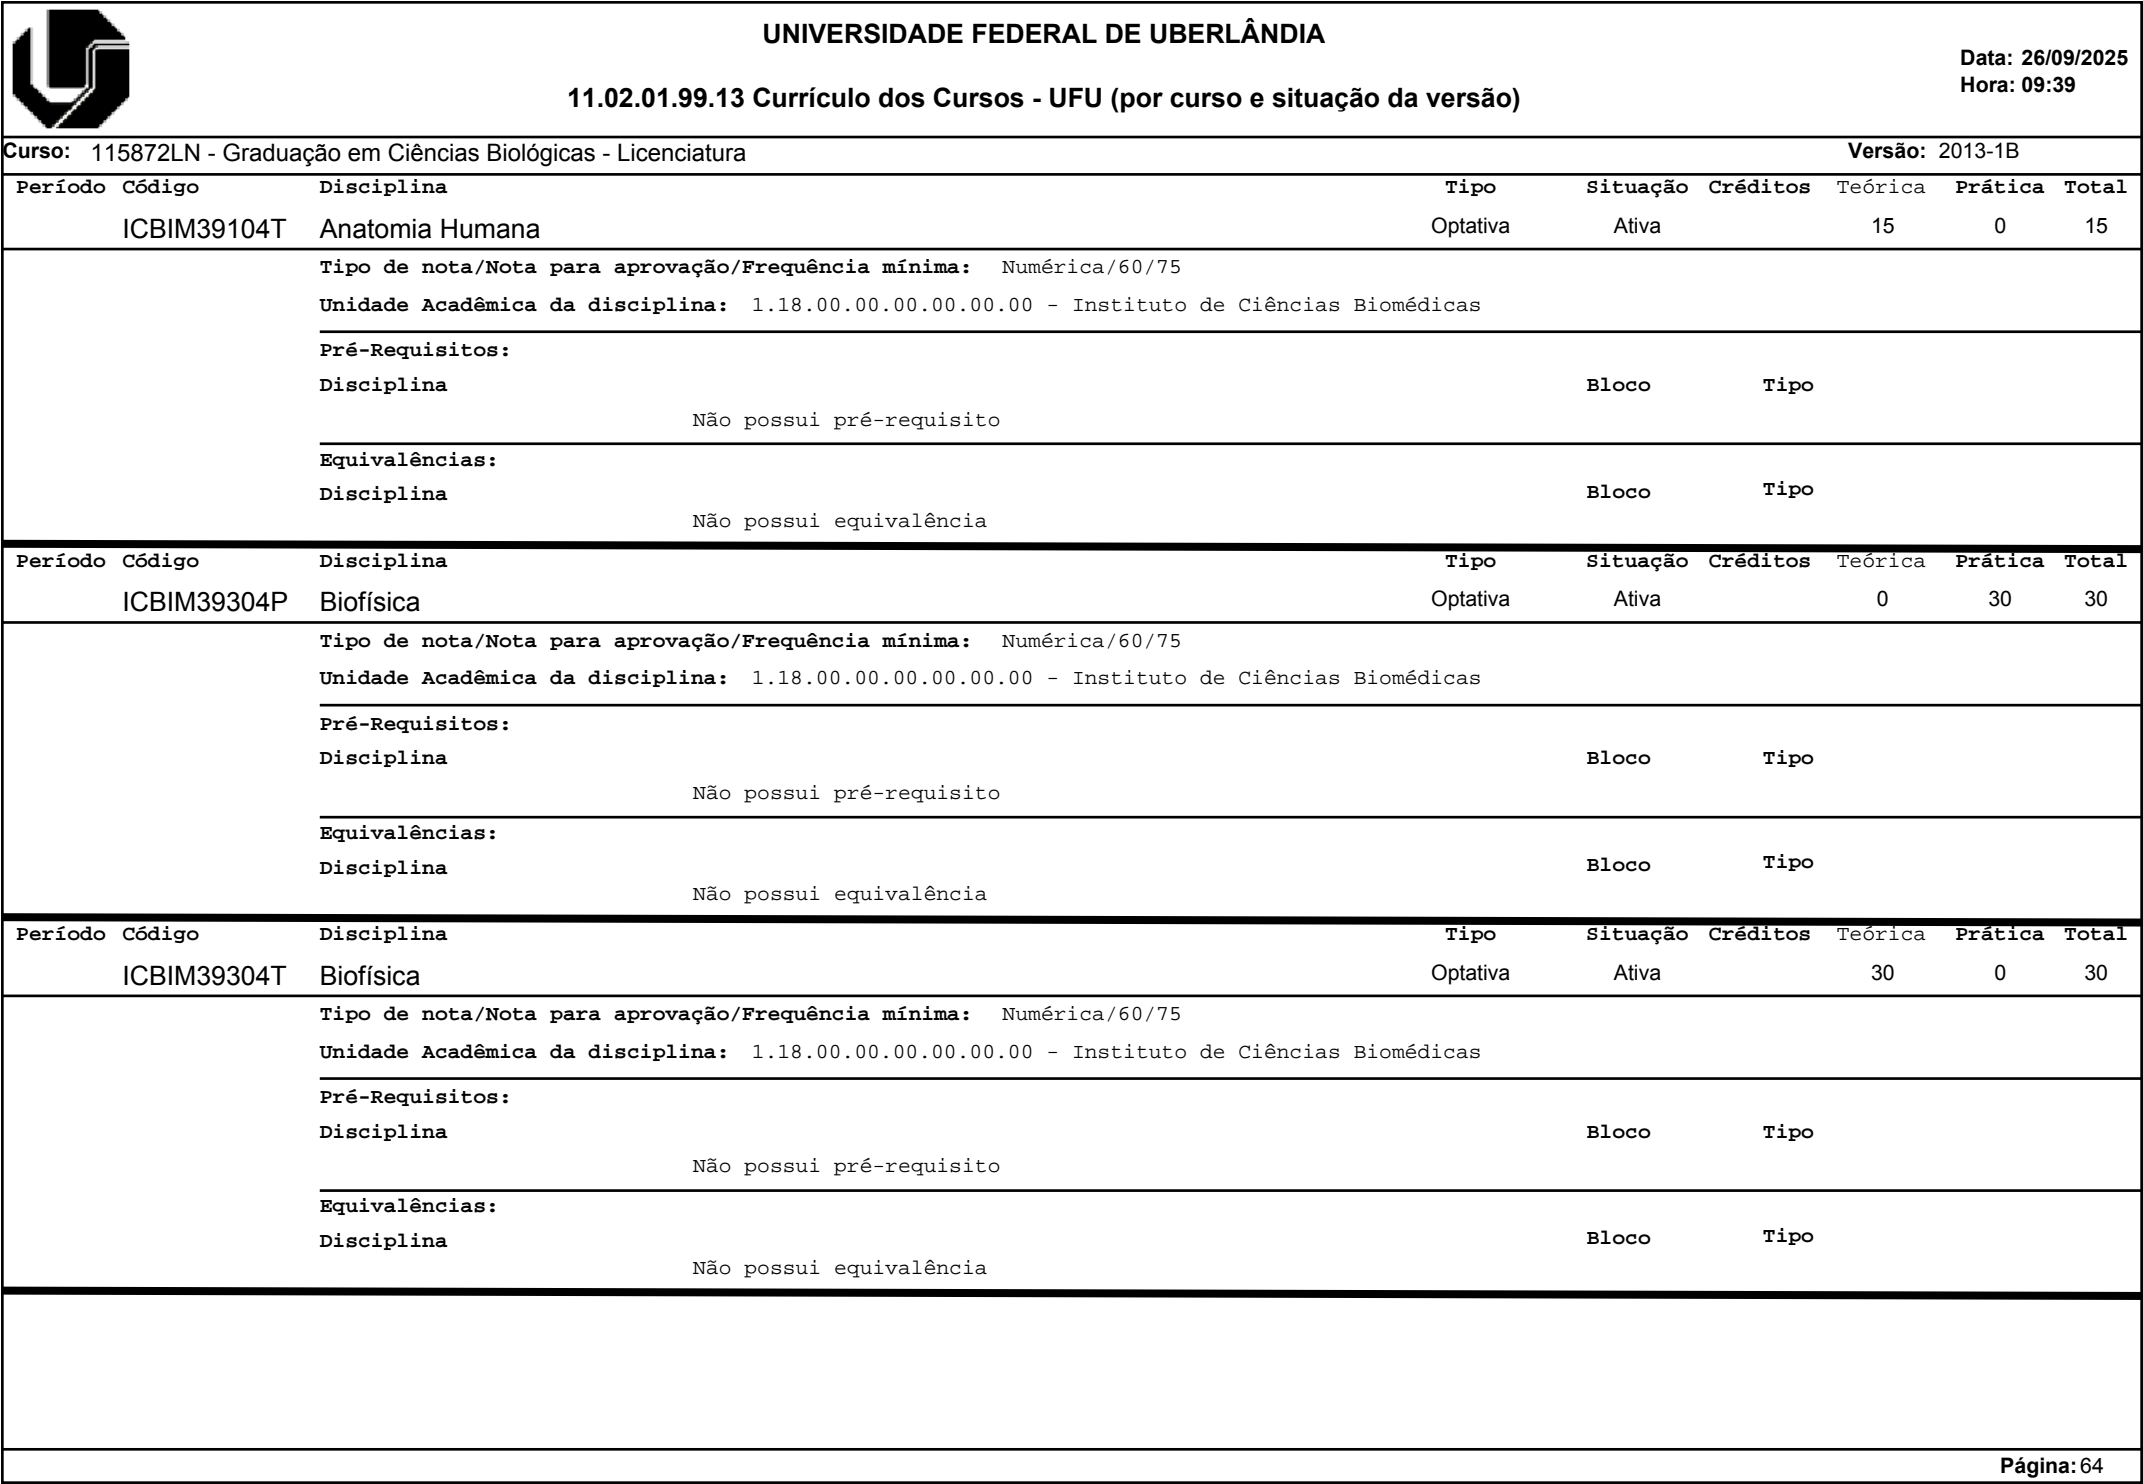 UNIVERSIDADE FEDERAL DE UBERLÂNDIA
Data: 26/09/2025
Hora: 09:39
11.02.01.99.13 Currículo dos Cursos - UFU (por curso e situação da versão)
Curso: 115872LN - Graduação em Ciências Biológicas - Licenciatura Versão: 2013-1B
Período Código Disciplina Tipo Situação Créditos Teórica Prática Total
ICBIM39104T Anatomia Humana Optativa Ativa 15 0 15
Tipo de nota/Nota para aprovação/Frequência mínima: Numérica/60/75
Unidade Acadêmica da disciplina: 1.18.00.00.00.00.00.00 - Instituto de Ciências Biomédicas
Pré-Requisitos:
Disciplina Bloco Tipo
Não possui pré-requisito
Equivalências:
Disciplina Bloco Tipo
Não possui equivalência
Período Código Disciplina Tipo Situação Créditos Teórica Prática Total
ICBIM39304P Biofísica Optativa Ativa 0 30 30
Tipo de nota/Nota para aprovação/Frequência mínima: Numérica/60/75
Unidade Acadêmica da disciplina: 1.18.00.00.00.00.00.00 - Instituto de Ciências Biomédicas
Pré-Requisitos:
Disciplina Bloco Tipo
Não possui pré-requisito
Equivalências:
Disciplina Bloco Tipo
Não possui equivalência
Período Código Disciplina Tipo Situação Créditos Teórica Prática Total
ICBIM39304T Biofísica Optativa Ativa 30 0 30
Tipo de nota/Nota para aprovação/Frequência mínima: Numérica/60/75
Unidade Acadêmica da disciplina: 1.18.00.00.00.00.00.00 - Instituto de Ciências Biomédicas
Pré-Requisitos:
Disciplina Bloco Tipo
Não possui pré-requisito
Equivalências:
Disciplina Bloco Tipo
Não possui equivalência
Página: 64